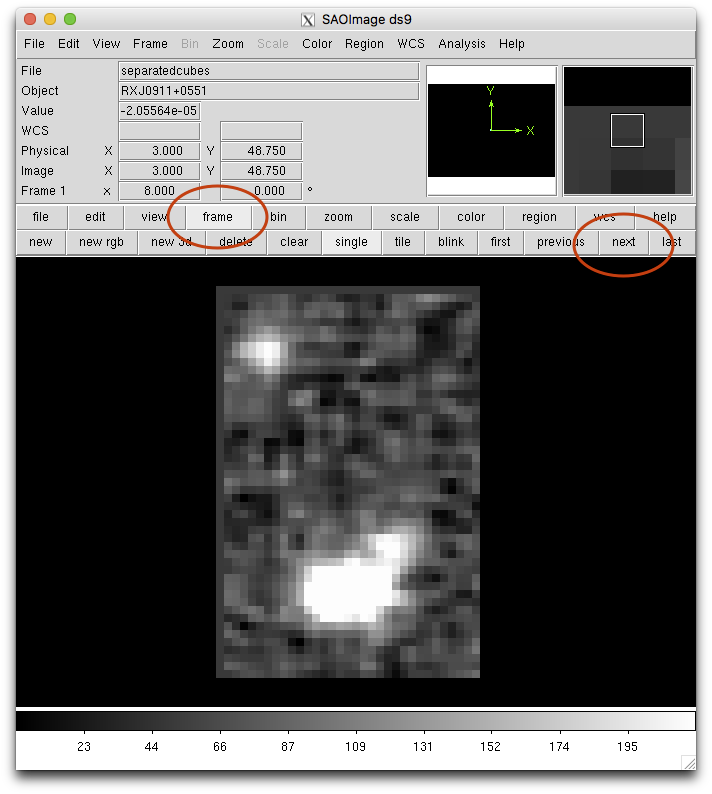 SAOImage ds9
File Edit View Frame Bin Zoom Scale Color Region WCS Analysis Help
File separatedcubes
Object RXJ0911+0551
Value -2.05564e-05
WCS
Physical X 3.000 Y 48.750
Image X 3.000 Y 48.750
Frame 1 x 8.000 0.000 °
Y
X
file edit view frame bin zoom scale color region wcs help
new new rgb new 3d delete clear single tile blink first previous next last
23 44 66 87 109 131 152 174 195